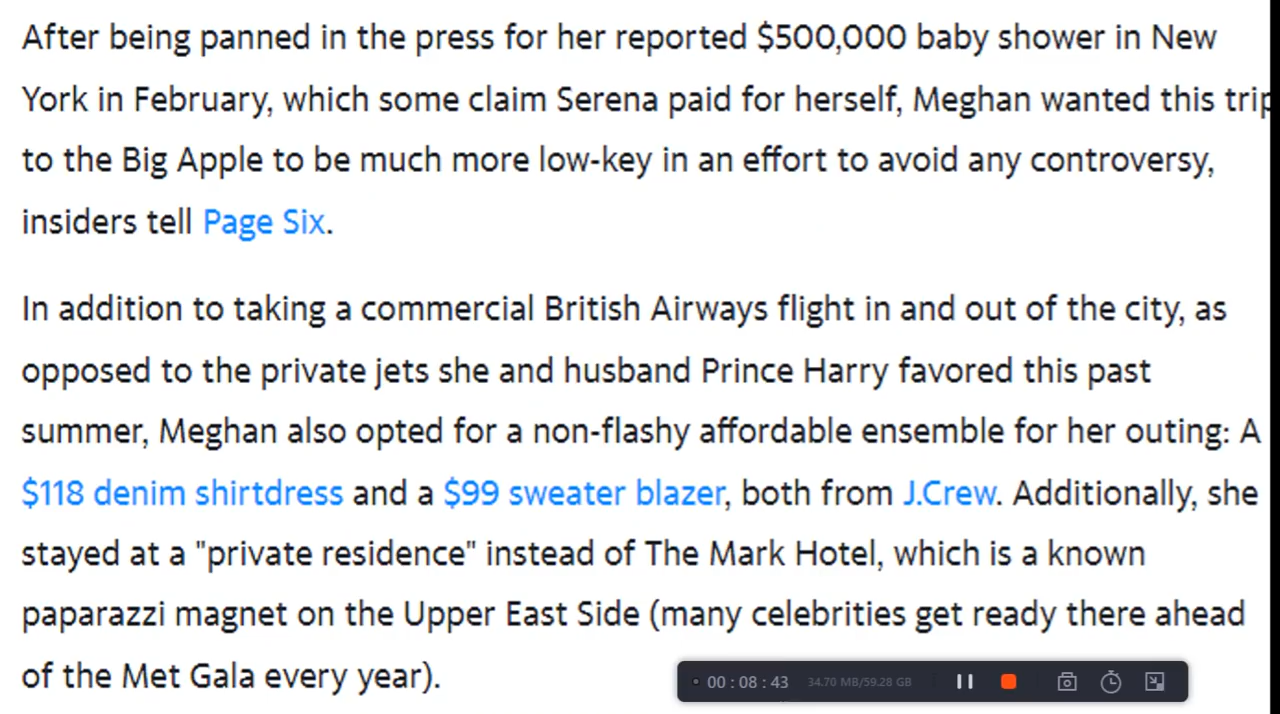 After being panned in the press for her reported $500,000 baby shower in New
York in February, which some claim Serena paid for herself, Meghan wanted this trip
to the Big Apple to be much more low-key in an effort to avoid any controversy,
insiders tell Page Six.
In addition to taking a commercial British Airways flight in and out of the city, as
opposed to the private jets she and husband Prince Harry favored this past
summer, Meghan also opted for a non-flashy affordable ensemble for her outing: A
$118 denim shirtdress and a $99 sweater blazer, both from J.Crew. Additionally, she
stayed at a "private residence" instead of The Mark Hotel, which is a known
paparazzi magnet on the Upper East Side (many celebrities get ready there ahead
of the Met Gala every year).
00 : 08 : 43 34.70 MB/59.28 GB